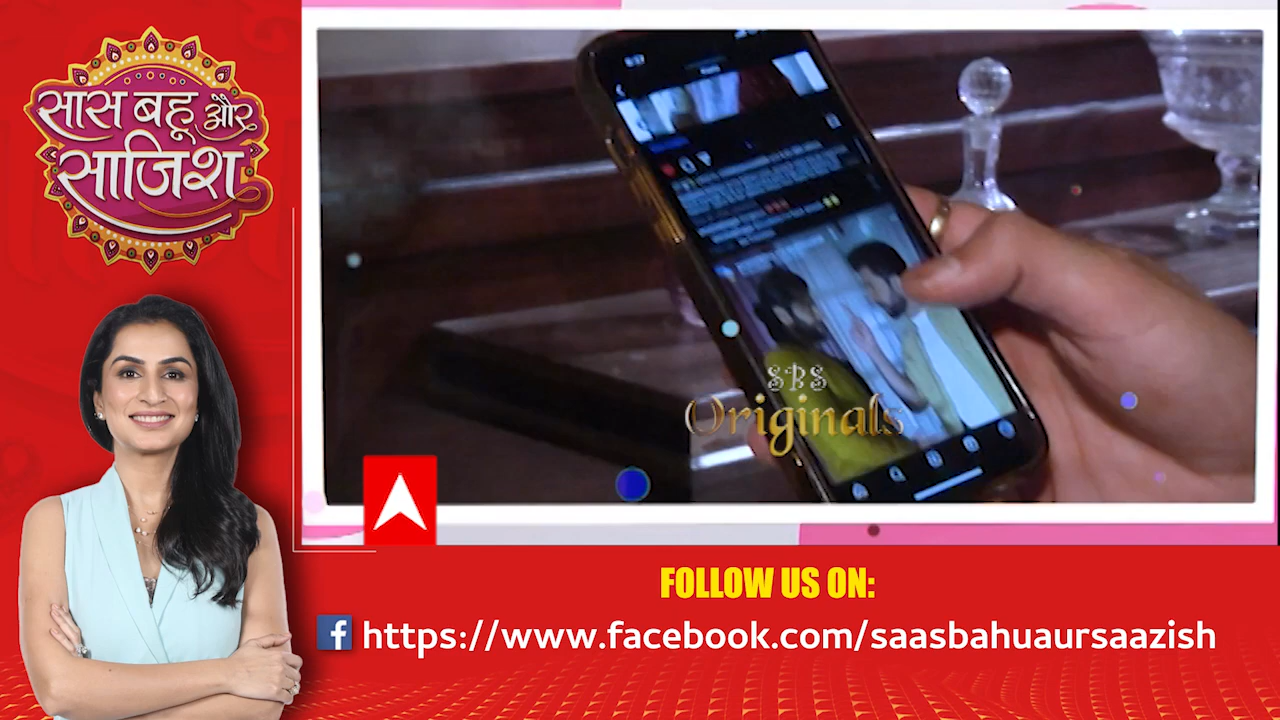 सास बहू और
साजिश
SBS
Originals
FOLLOW US ON:
https://www.facebook.com/saasbahuaursaazish